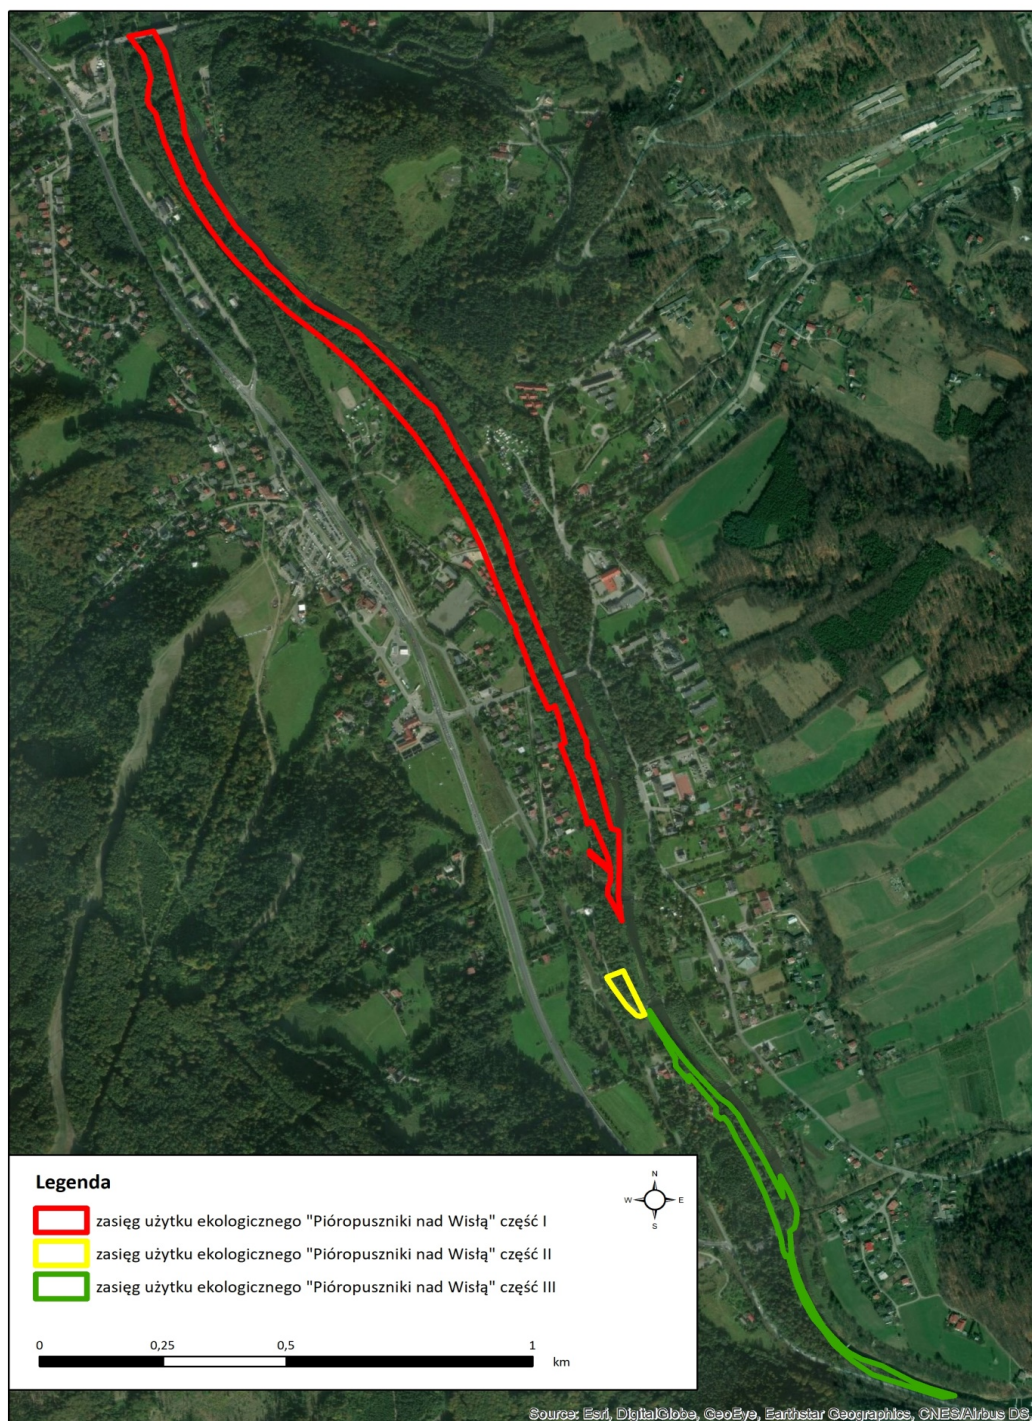 Legenda
N
W E
S
zasięg użytku ekologicznego "Pióropuszniki nad Wisłą" część I
zasięg użytku ekologicznego "Pióropuszniki nad Wisłą" część II
zasięg użytku ekologicznego "Pióropuszniki nad Wisłą" część III
0 0,25 0,5 1
km
Source: Esri, DigitalGlobe, GeoEye, Earthstar Geographics, CNES/Airbus DS